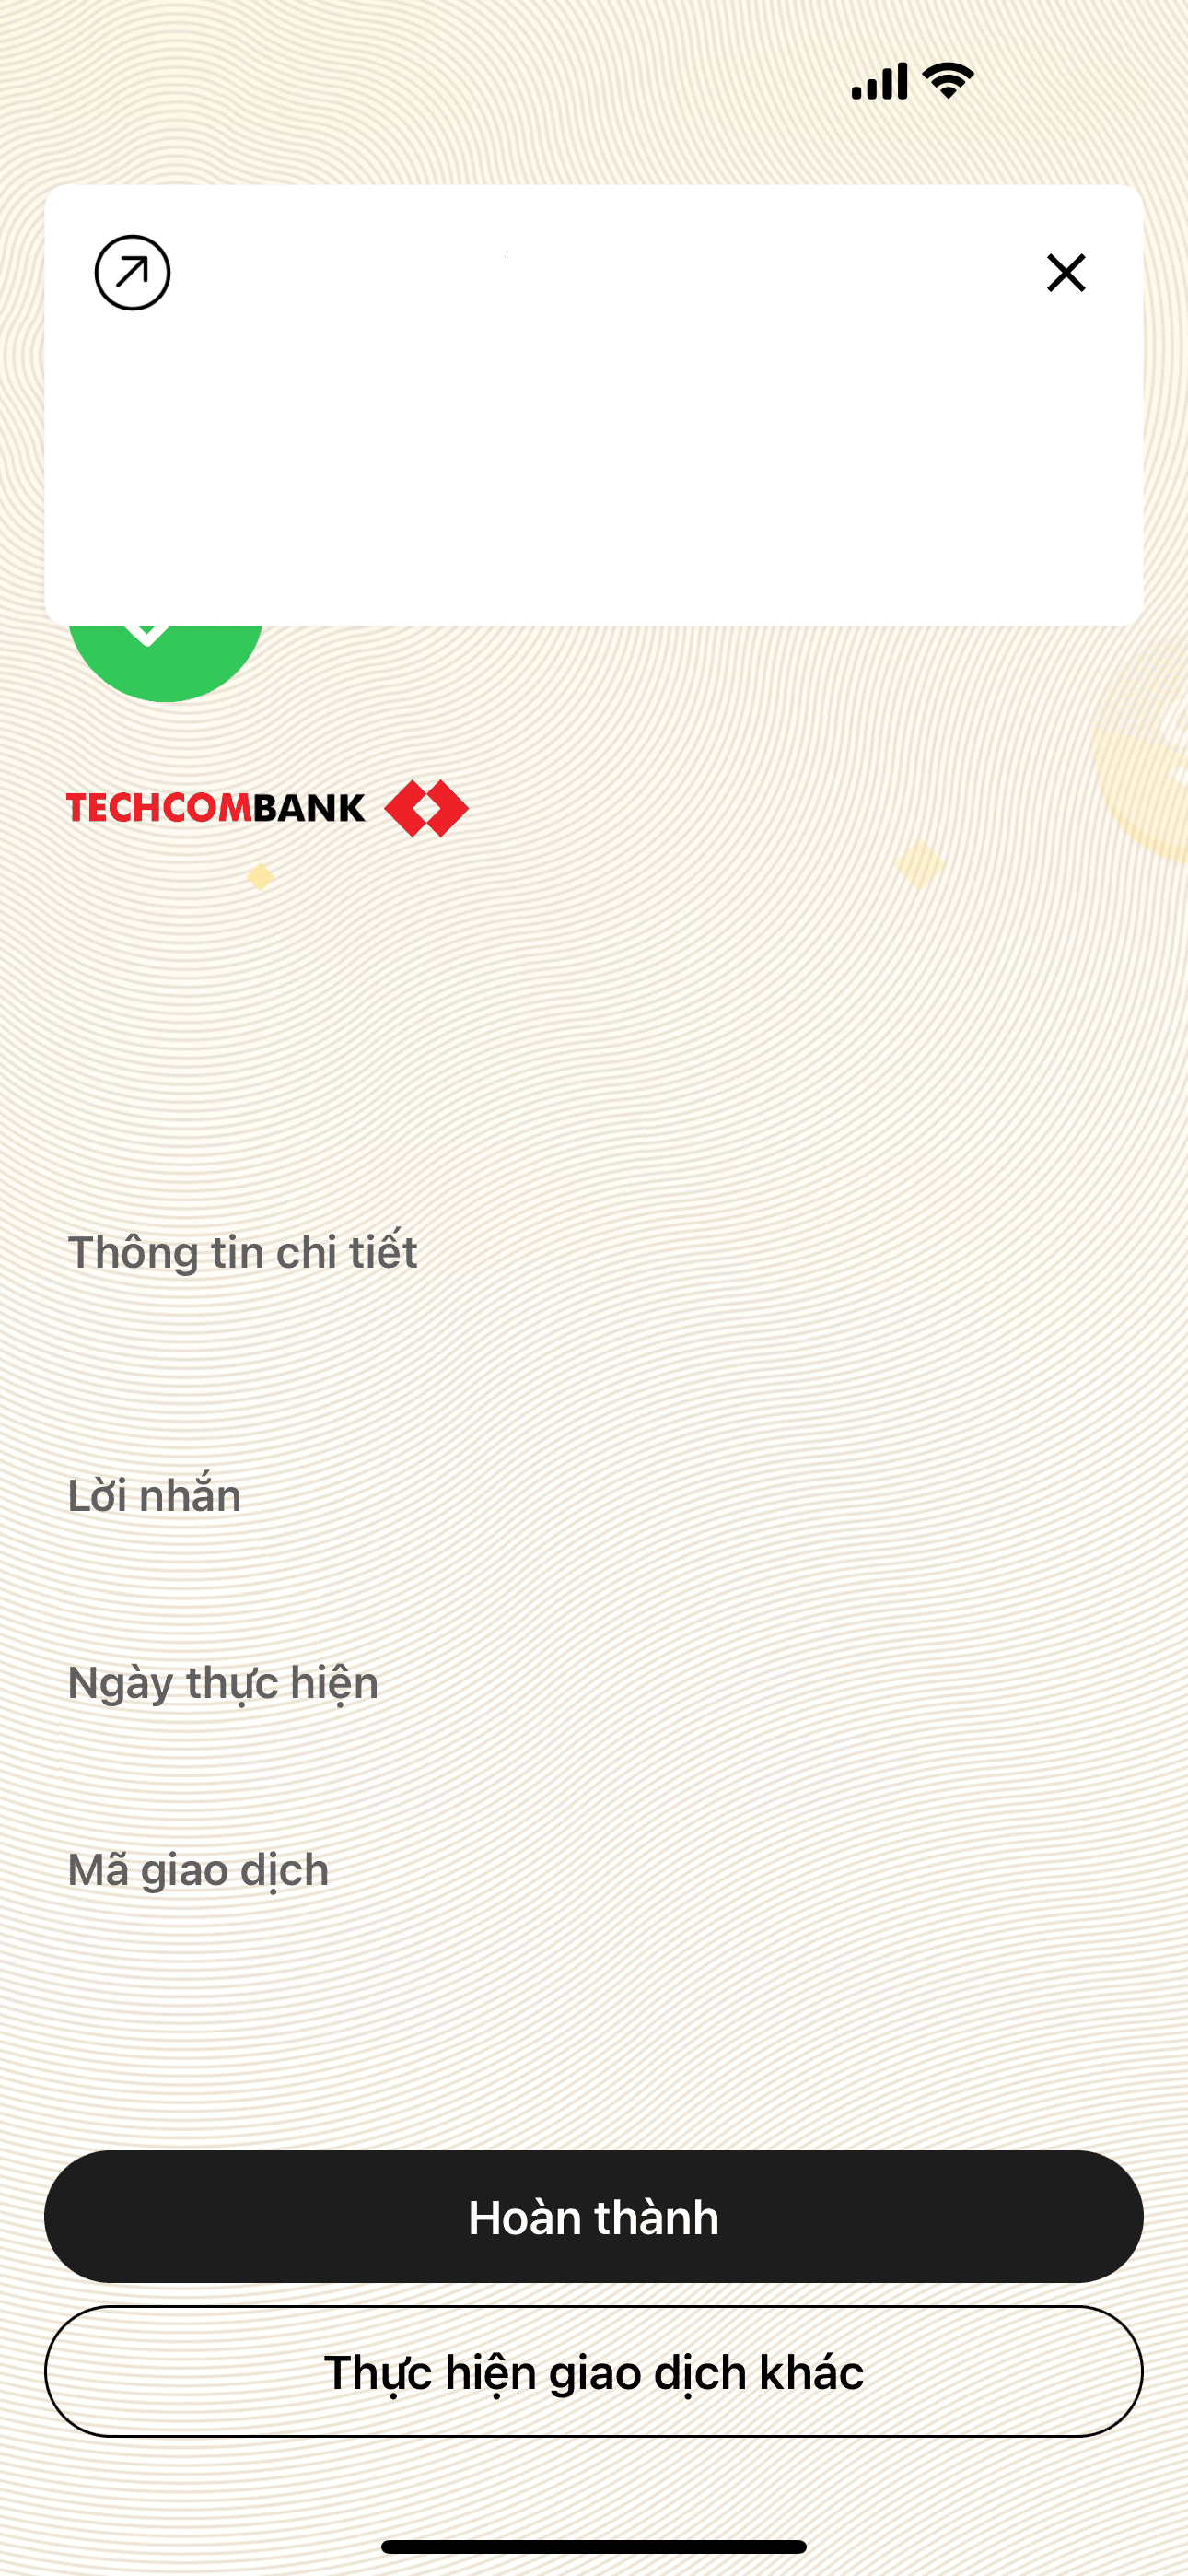 TECHCOMBANK
Thông tin chi tiết
Lời nhắn
Ngày thực hiện
Mã giao dịch
Hoàn thành
Thực hiện giao dịch khác